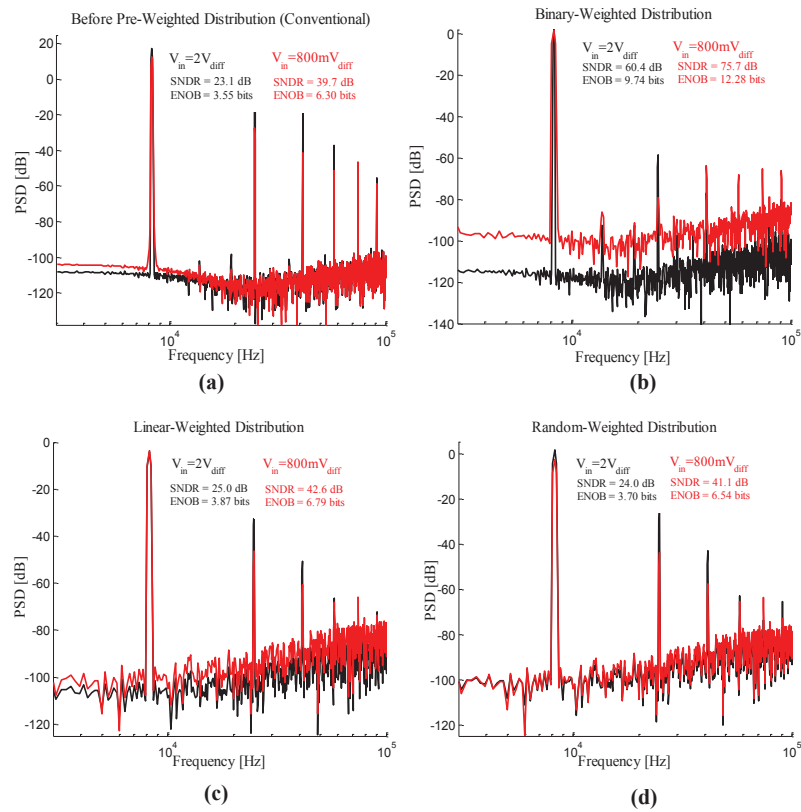 Before Pre-Weighted Distribution (Conventional)
20
0
-20
-40
-60
-80
-100
-120
PSD [dB]
V_in=2V_diff
SNDR = 23.1 dB
ENOB = 3.55 bits
V_in=800mV_diff
SNDR = 39.7 dB
ENOB = 6.30 bits
10^4
10^5
Frequency [Hz]
(a)
Binary-Weighted Distribution
0
-20
-40
-60
-80
-100
-120
-140
PSD [dB]
V_in=2V_diff
SNDR = 60.4 dB
ENOB = 9.74 bits
V_in=800mV_diff
SNDR = 75.7 dB
ENOB = 12.28 bits
10^4
10^5
Frequency [Hz]
(b)
Linear-Weighted Distribution
0
-20
-40
-60
-80
-100
-120
PSD [dB]
V_in=2V_diff
SNDR = 25.0 dB
ENOB = 3.87 bits
V_in=800mV_diff
SNDR = 42.6 dB
ENOB = 6.79 bits
10^4
10^5
Frequency [Hz]
(c)
Random-Weighted Distribution
0
-20
-40
-60
-80
-100
-120
PSD [dB]
V_in=2V_diff
SNDR = 24.0 dB
ENOB = 3.70 bits
V_in=800mV_diff
SNDR = 41.1 dB
ENOB = 6.54 bits
10^4
10^5
Frequency [Hz]
(d)